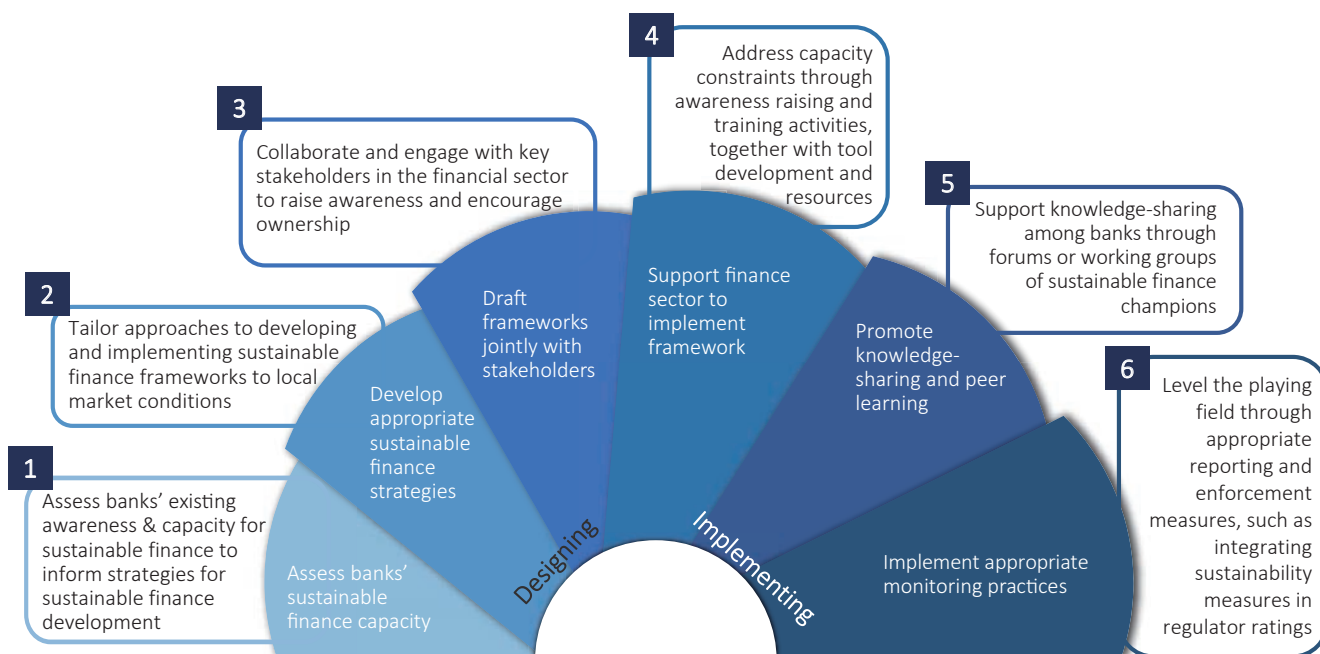 1
Assess banks’ existing
awareness & capacity for
sustainable finance to
inform strategies for
sustainable finance
development
Assess banks’
sustainable
finance capacity
2
Tailor approaches to developing
and implementing sustainable
finance frameworks to local
market conditions
Develop
appropriate
sustainable
finance
strategies
3
Collaborate and engage with key
stakeholders in the financial sector
to raise awareness and encourage
ownership
Draft
frameworks
jointly with
stakeholders
Designing
4
Address capacity
constraints through
awareness raising and
training activities,
together with tool
development and
resources
Support finance
sector to
implement
framework
5
Support knowledge-sharing
among banks through
forums or working groups
of sustainable finance
champions
Promote
knowledge-
sharing and peer
learning
6
Level the playing
field through
appropriate
reporting and
enforcement
measures, such as
integrating
sustainability
measures in
regulator ratings
Implement appropriate
monitoring practices
Implementing